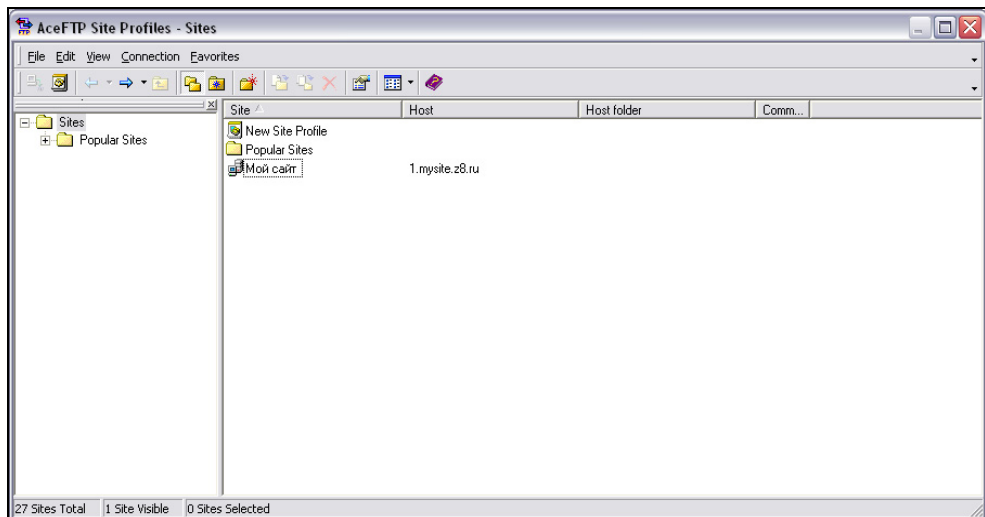 AceFTP Site Profiles - Sites
File Edit View Connection Favorites
Sites
Popular Sites
Site Host Host folder Comm...
New Site Profile
Popular Sites
Мой сайт 1.mysite.z8.ru
27 Sites Total 1 Site Visible 0 Sites Selected